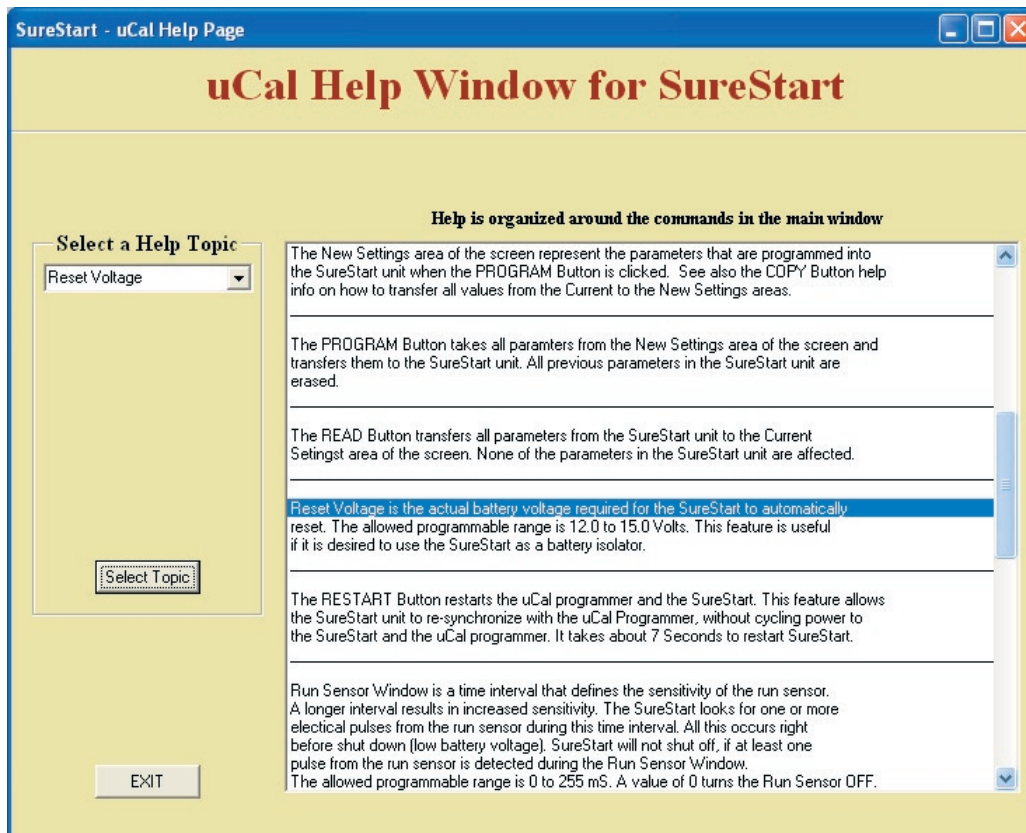 SureStart - uCal Help Page
uCal Help Window for SureStart
Help is organized around the commands in the main window
Select a Help Topic
Reset Voltage
Select Topic
EXIT
The New Settings area of the screen represent the parameters that are programmed into
the SureStart unit when the PROGRAM Button is clicked.  See also the COPY Button help
info on how to transfer all values from the Current to the New Settings areas.
The PROGRAM Button takes all paramters from the New Settings area of the screen and
transfers them to the SureStart unit. All previous parameters in the SureStart unit are
erased.
The READ Button transfers all parameters from the SureStart unit to the Current
Setingst area of the screen. None of the parameters in the SureStart unit are affected.
Reset Voltage is the actual battery voltage required for the SureStart to automatically
reset. The allowed programmable range is 12.0 to 15.0 Volts. This feature is useful
if it is desired to use the SureStart as a battery isolator.
The RESTART Button restarts the uCal programmer and the SureStart. This feature allows
the SureStart unit to re-synchronize with the uCal Programmer, without cycling power to
the SureStart and the uCal programmer. It takes about 7 Seconds to restart SureStart.
Run Sensor Window is a time interval that defines the sensitivity of the run sensor.
A longer interval results in increased sensitivity. The SureStart looks for one or more
electical pulses from the run sensor during this time interval. All this occurs right
before shut down (low battery voltage). SureStart will not shut off, if at least one
pulse from the run sensor is detected during the Run Sensor Window.
The allowed programmable range is 0 to 255 mS. A value of 0 turns the Run Sensor OFF.